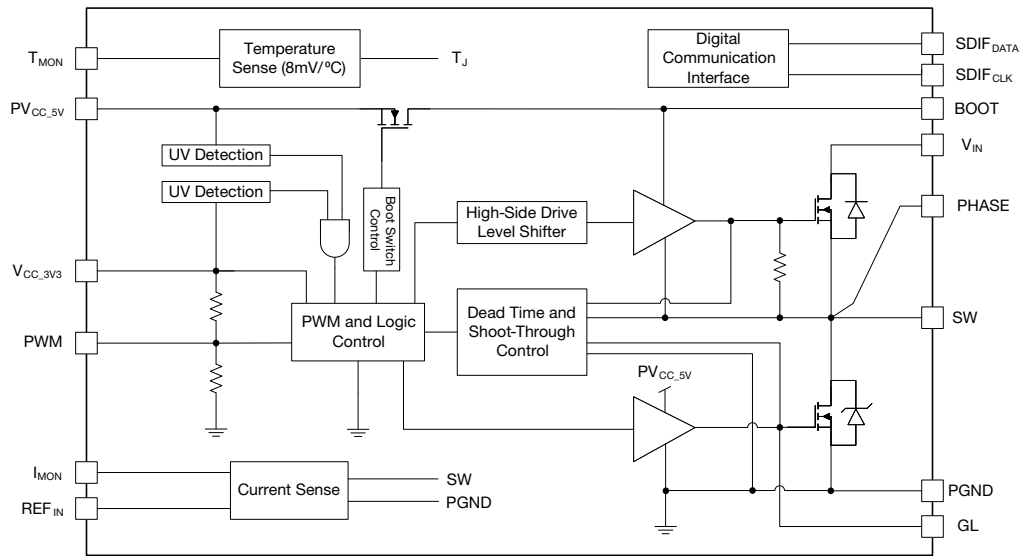 T_MON
Temperature
Sense (8mV/ºC)
T_J
Digital
Communication
Interface
SDIF_DATA
SDIF_CLK
PV_CC_5V
BOOT
UV Detection
V_IN
UV Detection
Boot Switch
Control
High-Side Drive
Level Shifter
PHASE
V_CC_3V3
PWM and Logic
Control
Dead Time and
Shoot-Through
Control
SW
PWM
PV_CC_5V
I_MON
REF_IN
Current Sense
SW
PGND
PGND
GL